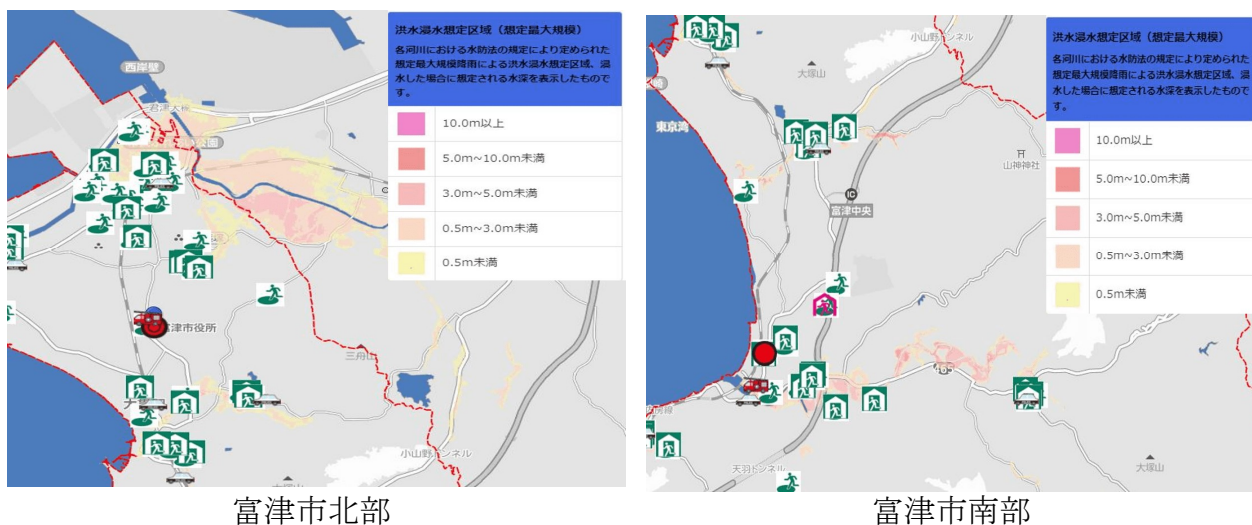 洪水浸水想定区域（想定最大規模）
各河川における水防法の規定により定められた
想定最大規模降雨による洪水浸水想定区域、浸
水した場合に想定される水深を表示したもので
す。
10.0m以上
5.0m~10.0m未満
3.0m~5.0m未満
0.5m~3.0m未満
0.5m未満
西岸壁
君津大橋
公園
富津市役所
三舟山
小山野トンネル
大塚山
富津市北部
洪水浸水想定区域（想定最大規模）
各河川における水防法の規定により定められた
想定最大規模降雨による洪水浸水想定区域、浸
水した場合に想定される水深を表示したもので
す。
10.0m以上
5.0m~10.0m未満
3.0m~5.0m未満
0.5m~3.0m未満
0.5m未満
小山野トンネル
大塚山
東京湾
山神神社
IC
富津中央
465
天羽トンネル
大塚山
富津市南部